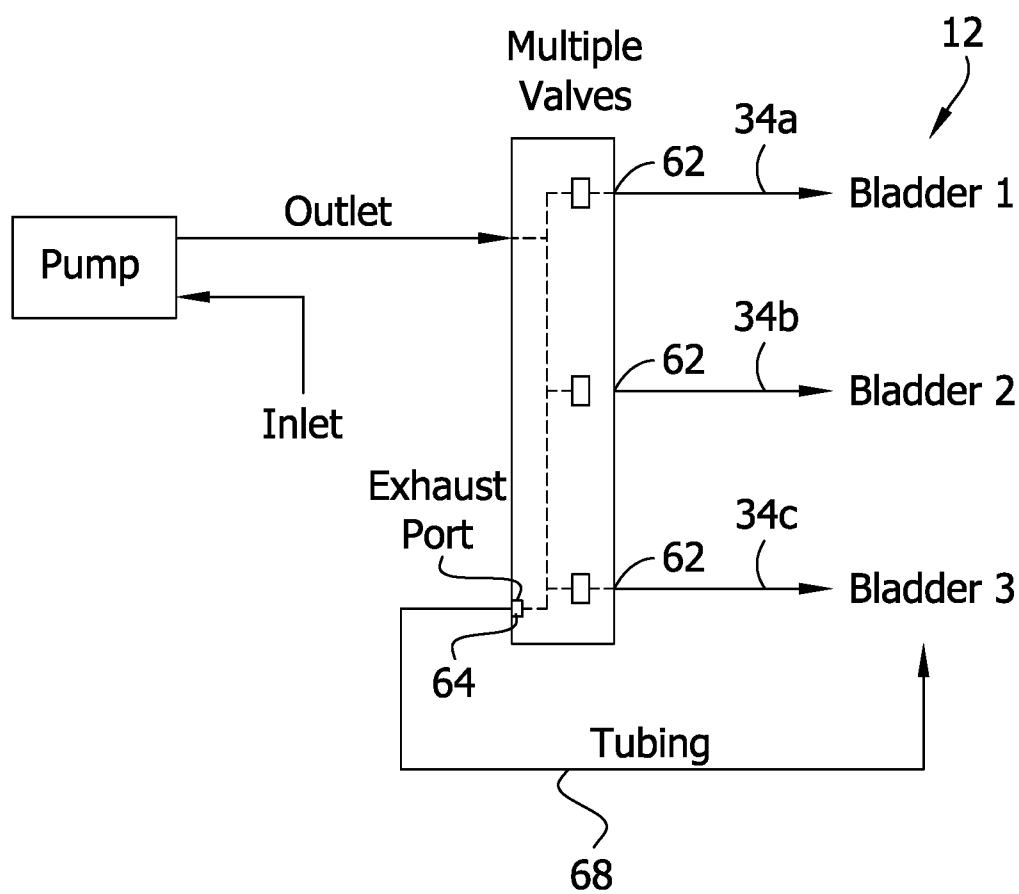 12
Multiple
Valves
34a
62
Bladder 1
Outlet
Pump
34b
62
Bladder 2
Inlet
Exhaust
Port
34c
62
Bladder 3
64
Tubing
68